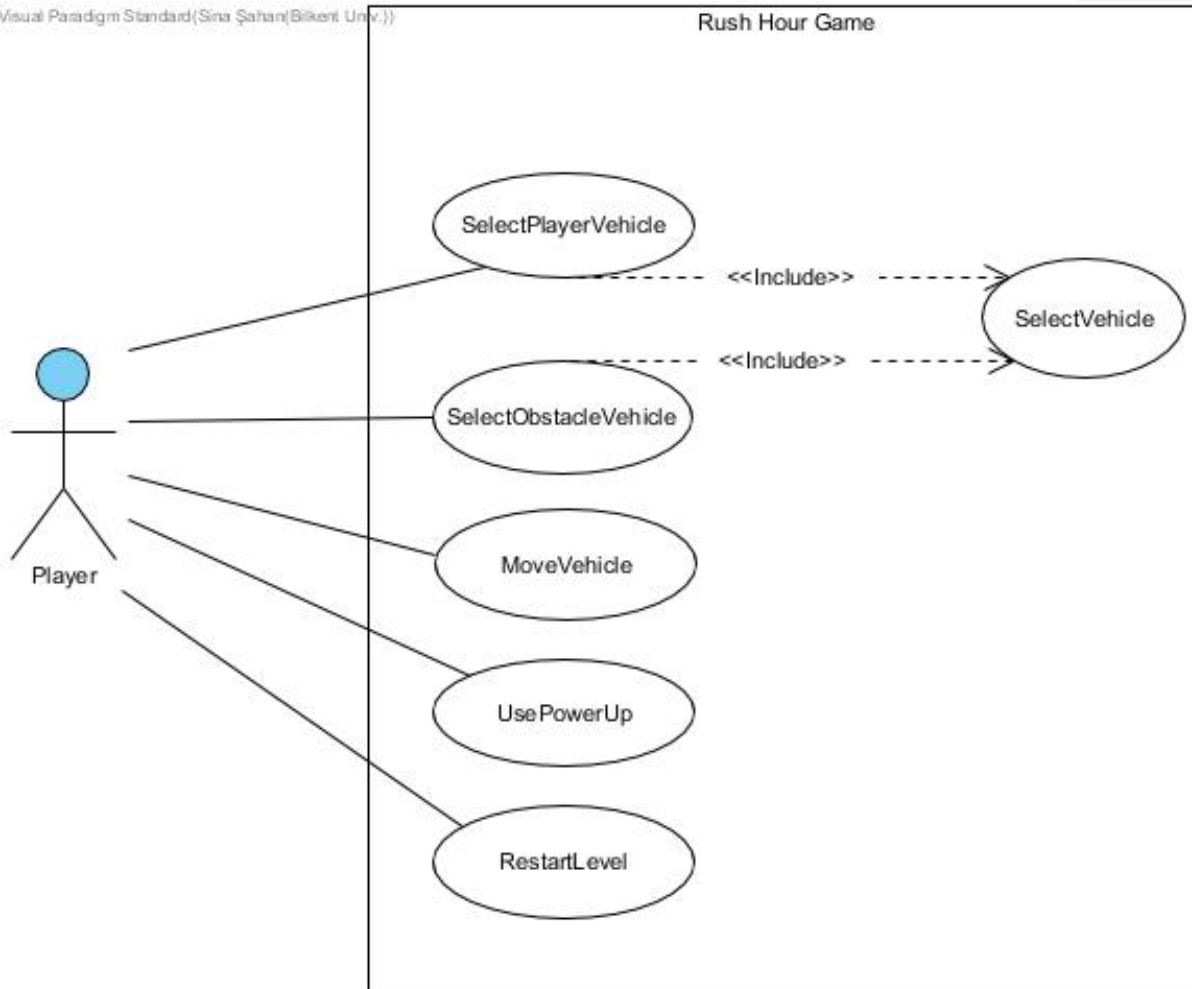 Visual Paradigm Standard(Sina Şahan(Bilkent Univ.))
Rush Hour Game
SelectPlayerVehicle
<<Include>>
SelectVehicle
<<Include>>
SelectObstacleVehicle
MoveVehicle
Player
UsePowerUp
RestartLevel